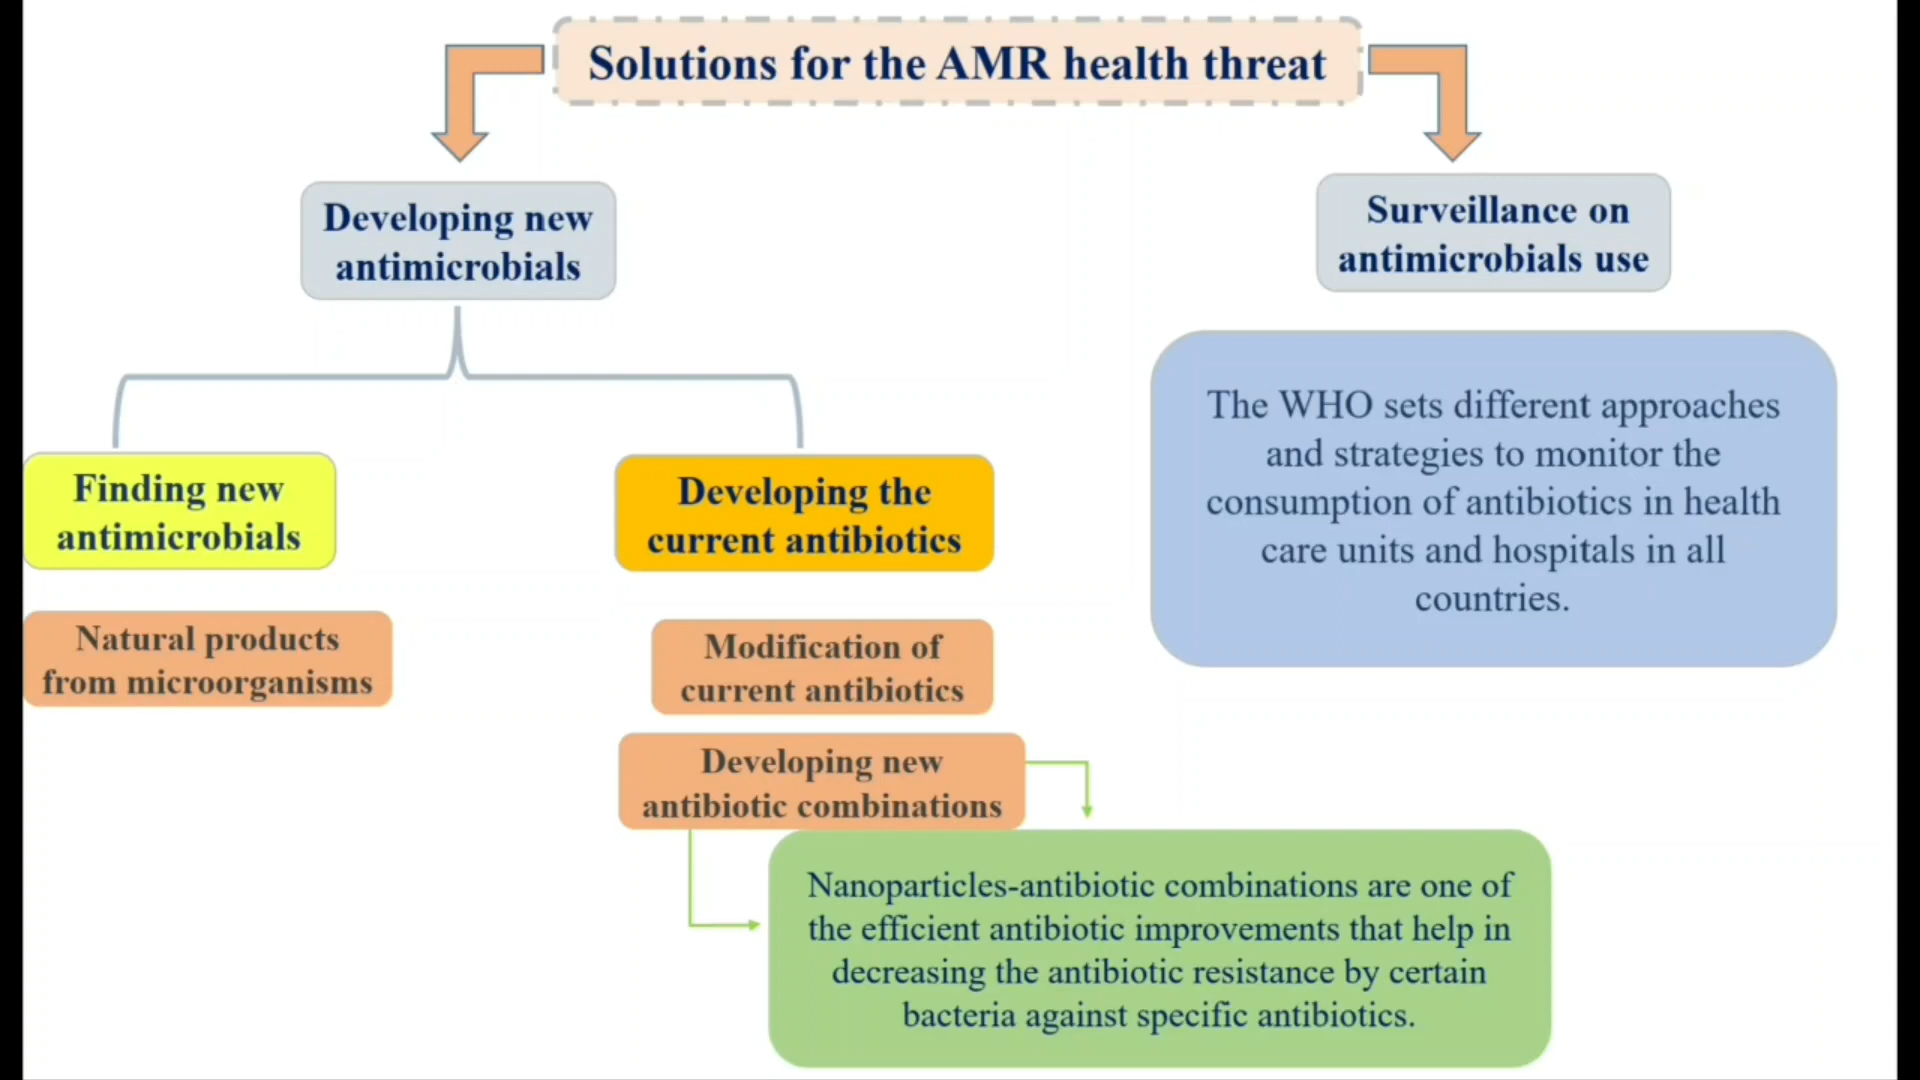 Solutions for the AMR health threat
Developing new
antimicrobials
Surveillance on
antimicrobials use
The WHO sets different approaches
and strategies to monitor the
consumption of antibiotics in health
care units and hospitals in all
countries.
Finding new
antimicrobials
Developing the
current antibiotics
Natural products
from microorganisms
Modification of
current antibiotics
Developing new
antibiotic combinations
Nanoparticles-antibiotic combinations are one of
the efficient antibiotic improvements that help in
decreasing the antibiotic resistance by certain
bacteria against specific antibiotics.